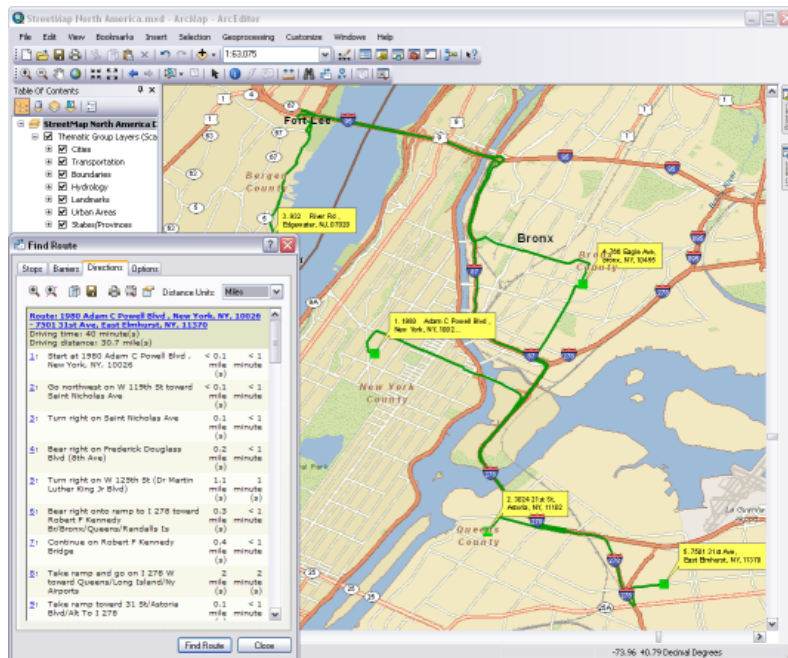 StreetMap North America.mxd - ArcMap - ArcEditor
File Edit View Bookmarks Insert Selection Geoprocessing Customize Windows Help
1:63,075
Table Of Contents
StreetMap North America D
Thematic Group Layers (Sca
Cities
Transportation
Boundaries
Hydrology
Landmarks
Urban Areas
States/Provinces
Fort Lee
Bergen
County
3. 932 River Rd ,
Edgewater, NJ, 07020
Bronx
Bronx
County
Bronx, NY, 10455
1. 1980 Adam C Powell Blvd ,
New York, NY, 1002...
New York
County
2. 3024 21st St,
Astoria, NY, 11102
Queens
County
5. 7501 31st Ave,
East Elmhurst, NY, 11370
Find Route
Stops Barriers Directions Options
Distance Units: Miles
Route: 1980 Adam C Powell Blvd , New York, NY, 10026
- 7501 31st Ave, East Elmhurst, NY, 11370
Driving time: 40 minute(s)
Driving distance: 30.7 mile(s)
1: Start at 1980 Adam C Powell Blvd , < 0.1 < 1
New York, NY, 10026 mile minute
(s)
2: Go northwest on W 119th St toward < 0.1 < 1
Saint Nicholas Ave mile minute
(s)
3: Turn right on Saint Nicholas Ave 0.1 < 1
mile minute
(s)
4: Bear right on Frederick Douglass 0.2 < 1
Blvd (8th Ave) mile minute
(s)
5: Turn right on W 125th St (Dr Martin 1.1 1
Luther King Jr Blvd) mile minute
(s) (s)
6: Bear right onto ramp to I 278 toward 0.3 < 1
Robert F Kennedy mile minute
Br/Bronx/Queens/Randalls Is (s)
7: Continue on Robert F Kennedy 0.4 < 1
Bridge mile minute
(s)
8: Take ramp and go on I 278 W 2 2
toward Queens/Long Island/Ny mile minute
Airports (s) (s)
9: Take ramp toward 31 St/Astoria 0.1 < 1
Blvd/Alt To I 278 mile minute
Find Route Close
-73.96 40.79 Decimal Degrees